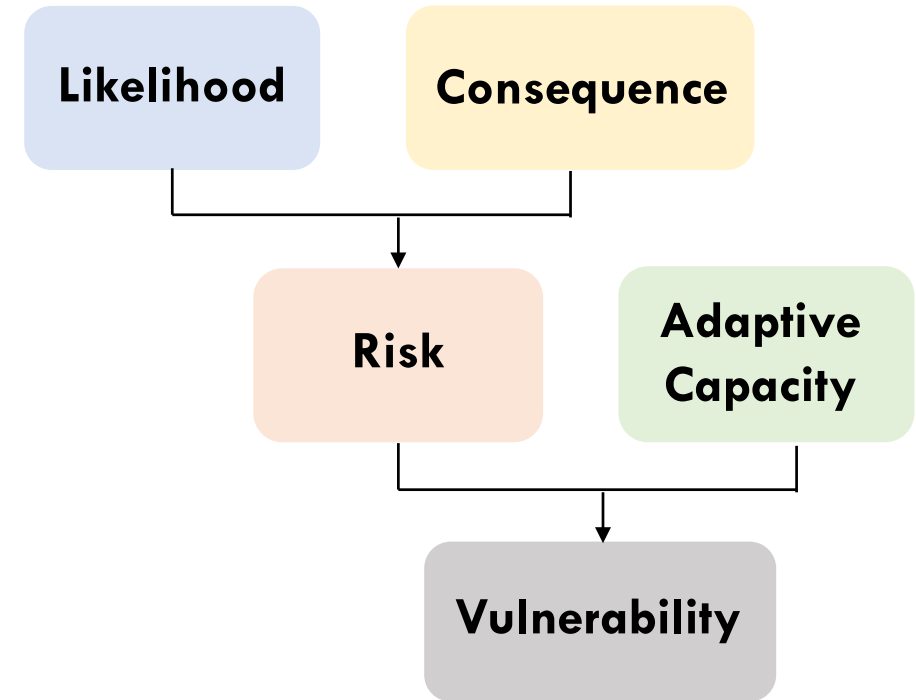 Likelihood
Consequence
Risk
Adaptive
Capacity
Vulnerability